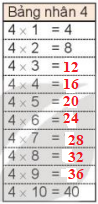 Bảng nhân 4
4 × 1 = 4
4 × 2 = 8
4 × 3 = 12
4 × 4 = 16
4 × 5 = 20
4 × 6 = 24
4 × 7 = 28
4 × 8 = 32
4 × 9 = 36
4 × 10 = 40